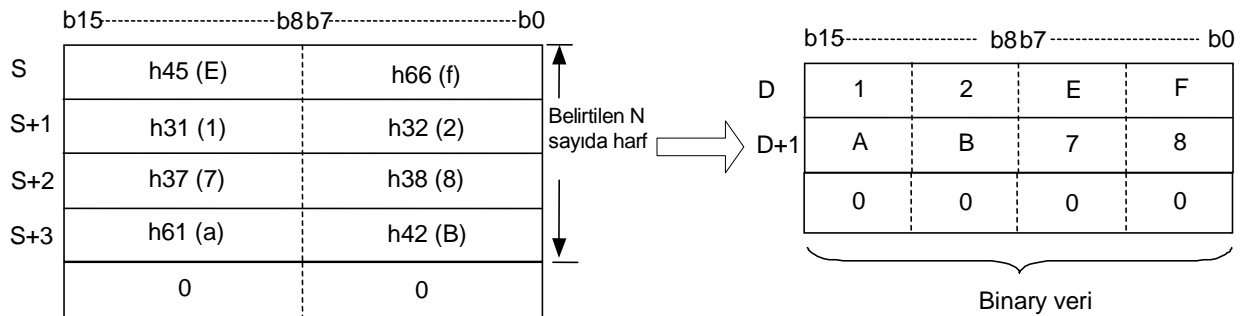 b15 b8 b7 b0
S h45 (E) h66 (f)
S+1 h31 (1) h32 (2)
S+2 h37 (7) h38 (8)
S+3 h61 (a) h42 (B)
0 0
Belirtilen N
sayıda harf
b15 b8 b7 b0
D 1 2 E F
D+1 A B 7 8
0 0 0 0
Binary veri